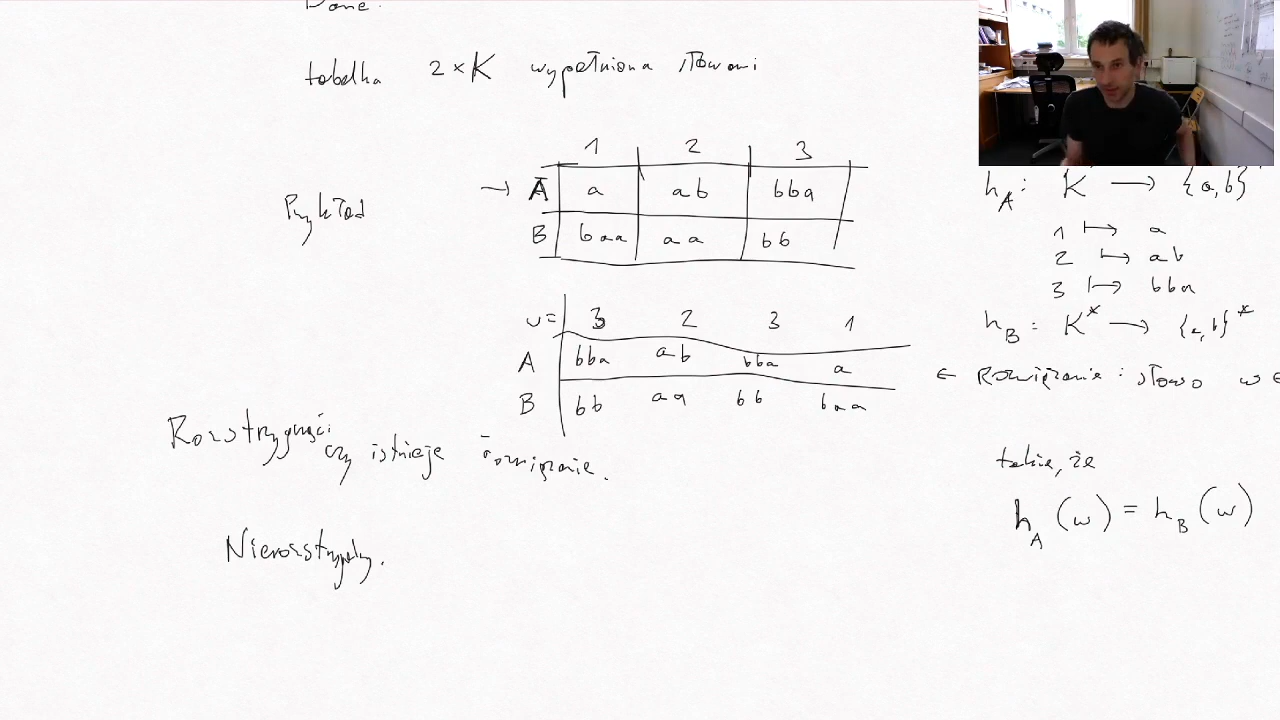 Dane:
tabelka 2 × K wypełniona słowami
1 2 3
Przykład → A a ab bba
B baa aa bb
w= 3 2 3 1
A bba ab bba a
B bb aa bb baa
Rozstrzygnąć: czy istnieje rozwiązanie.
Nierozstrzygalny.
h_A : K* → {a,b}*
1 ↦ a
2 ↦ ab
3 ↦ bba
h_B : K* → {a,b}*
← Rozwiązanie: słowo w ∈
takie, że
h_A (w) = h_B (w)